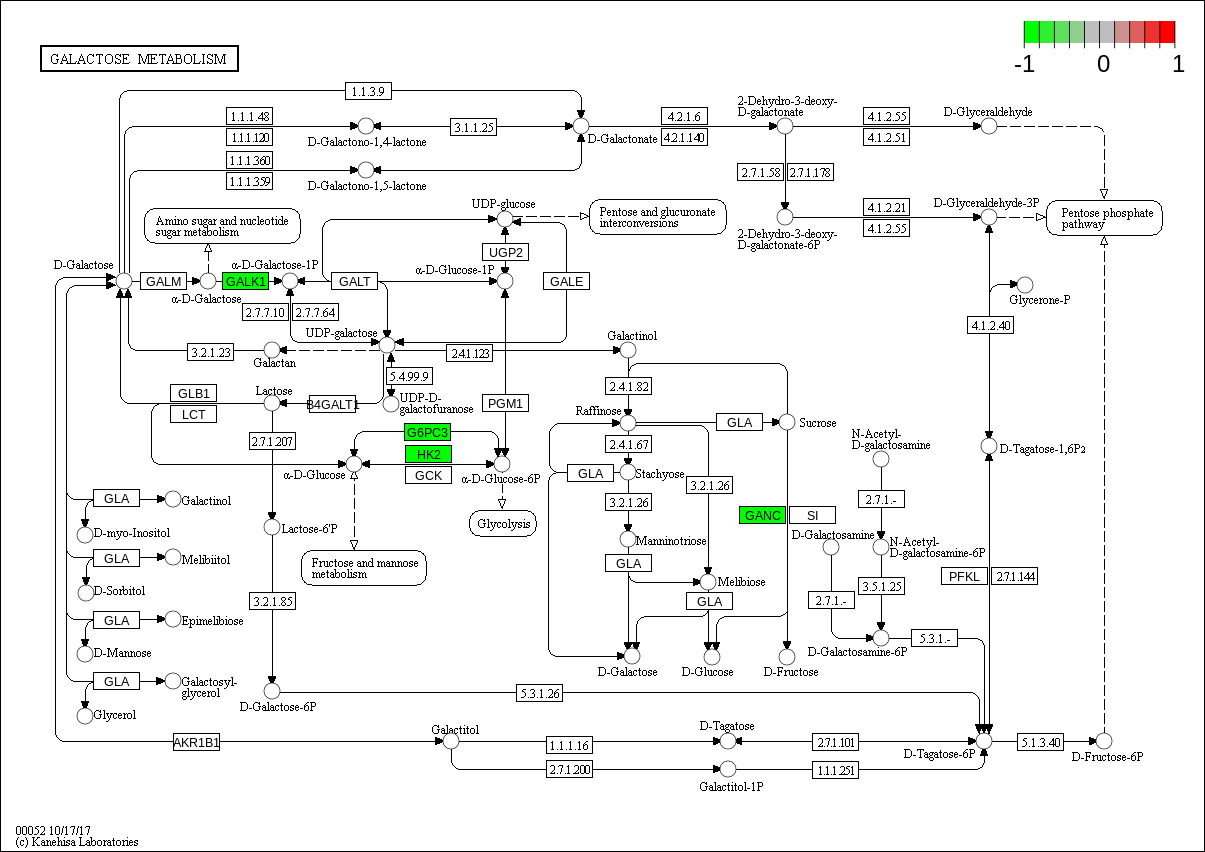 GALACTOSE METABOLISM
-1 0 1
1.1.3.9
1.1.1.48
1.1.1.120
D-Galactono-1,4-lactone
3.1.1.25
D-Galactonate
4.2.1.6
4.2.1.140
2-Dehydro-3-deoxy-
D-galactonate
4.1.2.55
4.1.2.51
D-Glyceraldehyde
1.1.1.360
1.1.1.359
D-Galactono-1,5-lactone
2.7.1.58
2.7.1.178
Amino sugar and nucleotide
sugar metabolism
UDP-glucose
Pentose and glucuronate
interconversions
2-Dehydro-3-deoxy-
D-galactonate-6P
4.1.2.21
4.1.2.55
D-Glyceraldehyde-3P
Pentose phosphate
pathway
D-Galactose
GALM
α-D-Galactose
GALK1
α-D-Galactose-1P
GALT
α-D-Glucose-1P
UGP2
GALE
Glycerone-P
2.7.7.10
2.7.7.64
UDP-galactose
4.1.2.40
3.2.1.23
Galactan
2.4.1.123
Galactinol
5.4.99.9
UDP-D-
galactofuranose
2.4.1.82
GLB1
LCT
Lactose
B4GALT1
PGM1
Raffinose
GLA
Sucrose
2.7.1.207
G6PC3
HK2
GCK
α-D-Glucose
α-D-Glucose-6P
2.4.1.67
N-Acetyl-
D-galactosamine
D-Tagatose-1,6P2
GLA
Stachyose
3.2.1.26
3.2.1.26
2.7.1.-
GLA
Galactinol
D-myo-Inositol
Lactose-6'P
Glycolysis
GANC
SI
D-Galactosamine
N-Acetyl-
D-galactosamine-6P
Manninotriose
GLA
Melibiitol
D-Sorbitol
Fructose and mannose
metabolism
GLA
Melibiose
GLA
PFKL
2.7.1.144
3.5.1.25
2.7.1.-
3.2.1.85
GLA
Epimelibiose
D-Mannose
5.3.1.-
D-Galactosamine-6P
D-Galactose
D-Glucose
D-Fructose
GLA
Galactosyl-
glycerol
Glycerol
D-Galactose-6P
5.3.1.26
AKR1B1
Galactitol
1.1.1.16
D-Tagatose
2.7.1.101
D-Tagatose-6P
5.1.3.40
D-Fructose-6P
2.7.1.200
Galactitol-1P
1.1.1.251
00052 10/17/17
(c) Kanehisa Laboratories